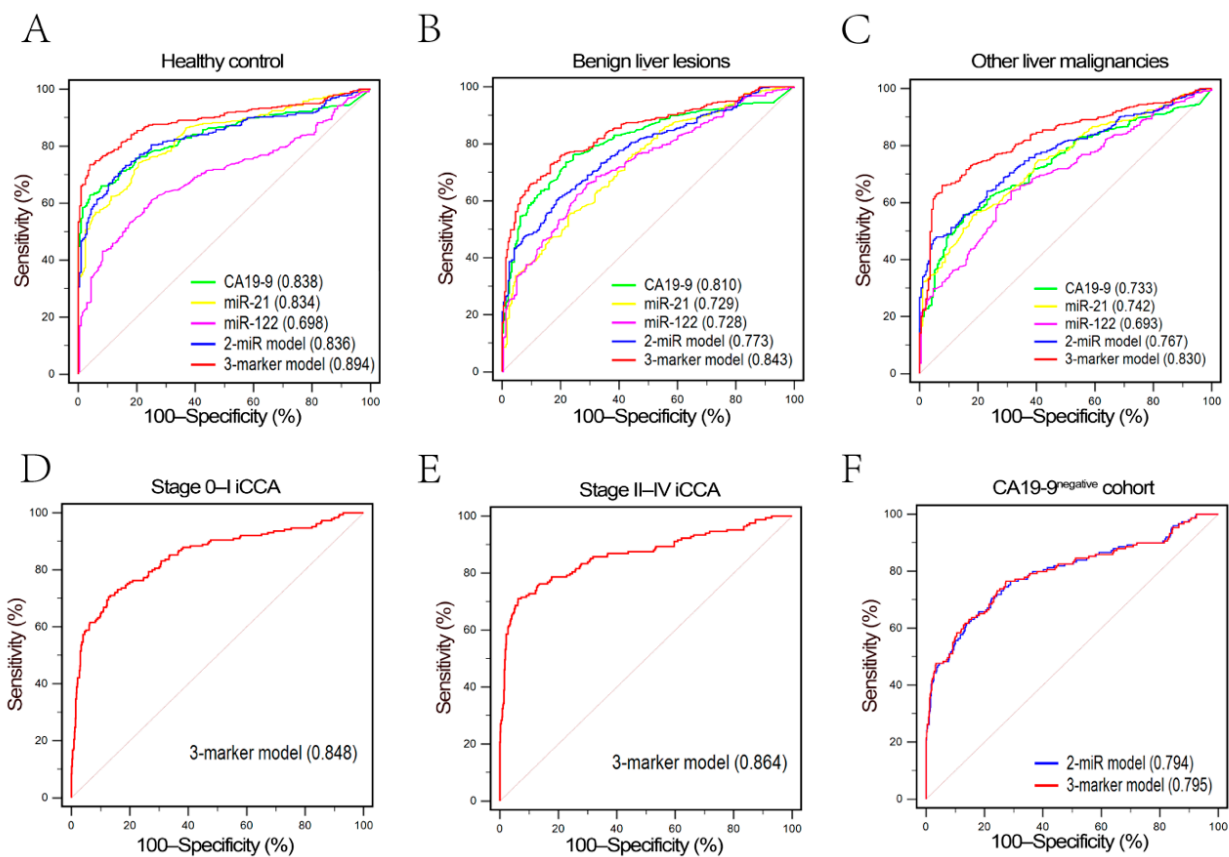 A
Healthy control
100
80
60
40
20
0
Sensitivity (%)
CA19-9 (0.838)
miR-21 (0.834)
miR-122 (0.698)
2-miR model (0.836)
3-marker model (0.894)
0 20 40 60 80 100
100–Specificity (%)
B
Benign liver lesions
100
80
60
40
20
0
Sensitivity (%)
CA19-9 (0.810)
miR-21 (0.729)
miR-122 (0.728)
2-miR model (0.773)
3-marker model (0.843)
0 20 40 60 80 100
100–Specificity (%)
C
Other liver malignancies
100
80
60
40
20
0
Sensitivity (%)
CA19-9 (0.733)
miR-21 (0.742)
miR-122 (0.693)
2-miR model (0.767)
3-marker model (0.830)
0 20 40 60 80 100
100–Specificity (%)
D
Stage 0–I iCCA
100
80
60
40
20
0
Sensitivity (%)
3-marker model (0.848)
0 20 40 60 80 100
100–Specificity (%)
E
Stage II–IV iCCA
100
80
60
40
20
0
Sensitivity (%)
3-marker model (0.864)
0 20 40 60 80 100
100–Specificity (%)
F
CA19-9negative cohort
100
80
60
40
20
0
Sensitivity (%)
2-miR model (0.794)
3-marker model (0.795)
0 20 40 60 80 100
100–Specificity (%)